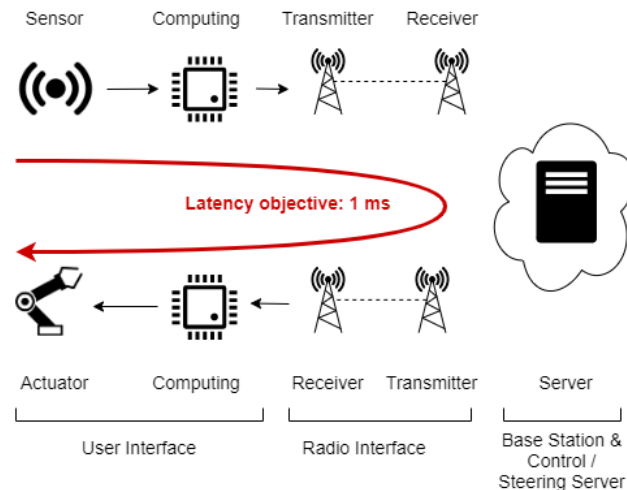 Sensor
Computing
Transmitter
Receiver
Latency objective: 1 ms
Actuator
Computing
Receiver
Transmitter
Server
User Interface
Radio Interface
Base Station &
Control /
Steering Server